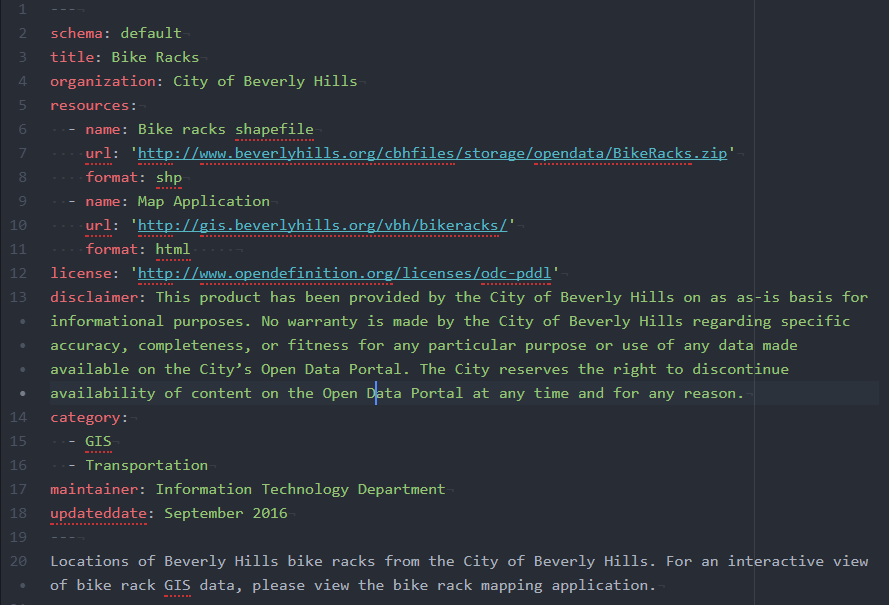 1 ---
2 schema: default
3 title: Bike Racks
4 organization: City of Beverly Hills
5 resources:
6   - name: Bike racks shapefile
7     url: 'http://www.beverlyhills.org/cbhfiles/storage/opendata/BikeRacks.zip'
8     format: shp
9   - name: Map Application
10     url: 'http://gis.beverlyhills.org/vbh/bikeracks/'
11     format: html
12 license: 'http://www.opendefinition.org/licenses/odc-pddl'
13 disclaimer: This product has been provided by the City of Beverly Hills on as as-is basis for
• informational purposes. No warranty is made by the City of Beverly Hills regarding specific
• accuracy, completeness, or fitness for any particular purpose or use of any data made
• available on the City’s Open Data Portal. The City reserves the right to discontinue
• availability of content on the Open Data Portal at any time and for any reason.
14 category:
15   - GIS
16   - Transportation
17 maintainer: Information Technology Department
18 updateddate: September 2016
19 ---
20 Locations of Beverly Hills bike racks from the City of Beverly Hills. For an interactive view
• of bike rack GIS data, please view the bike rack mapping application.